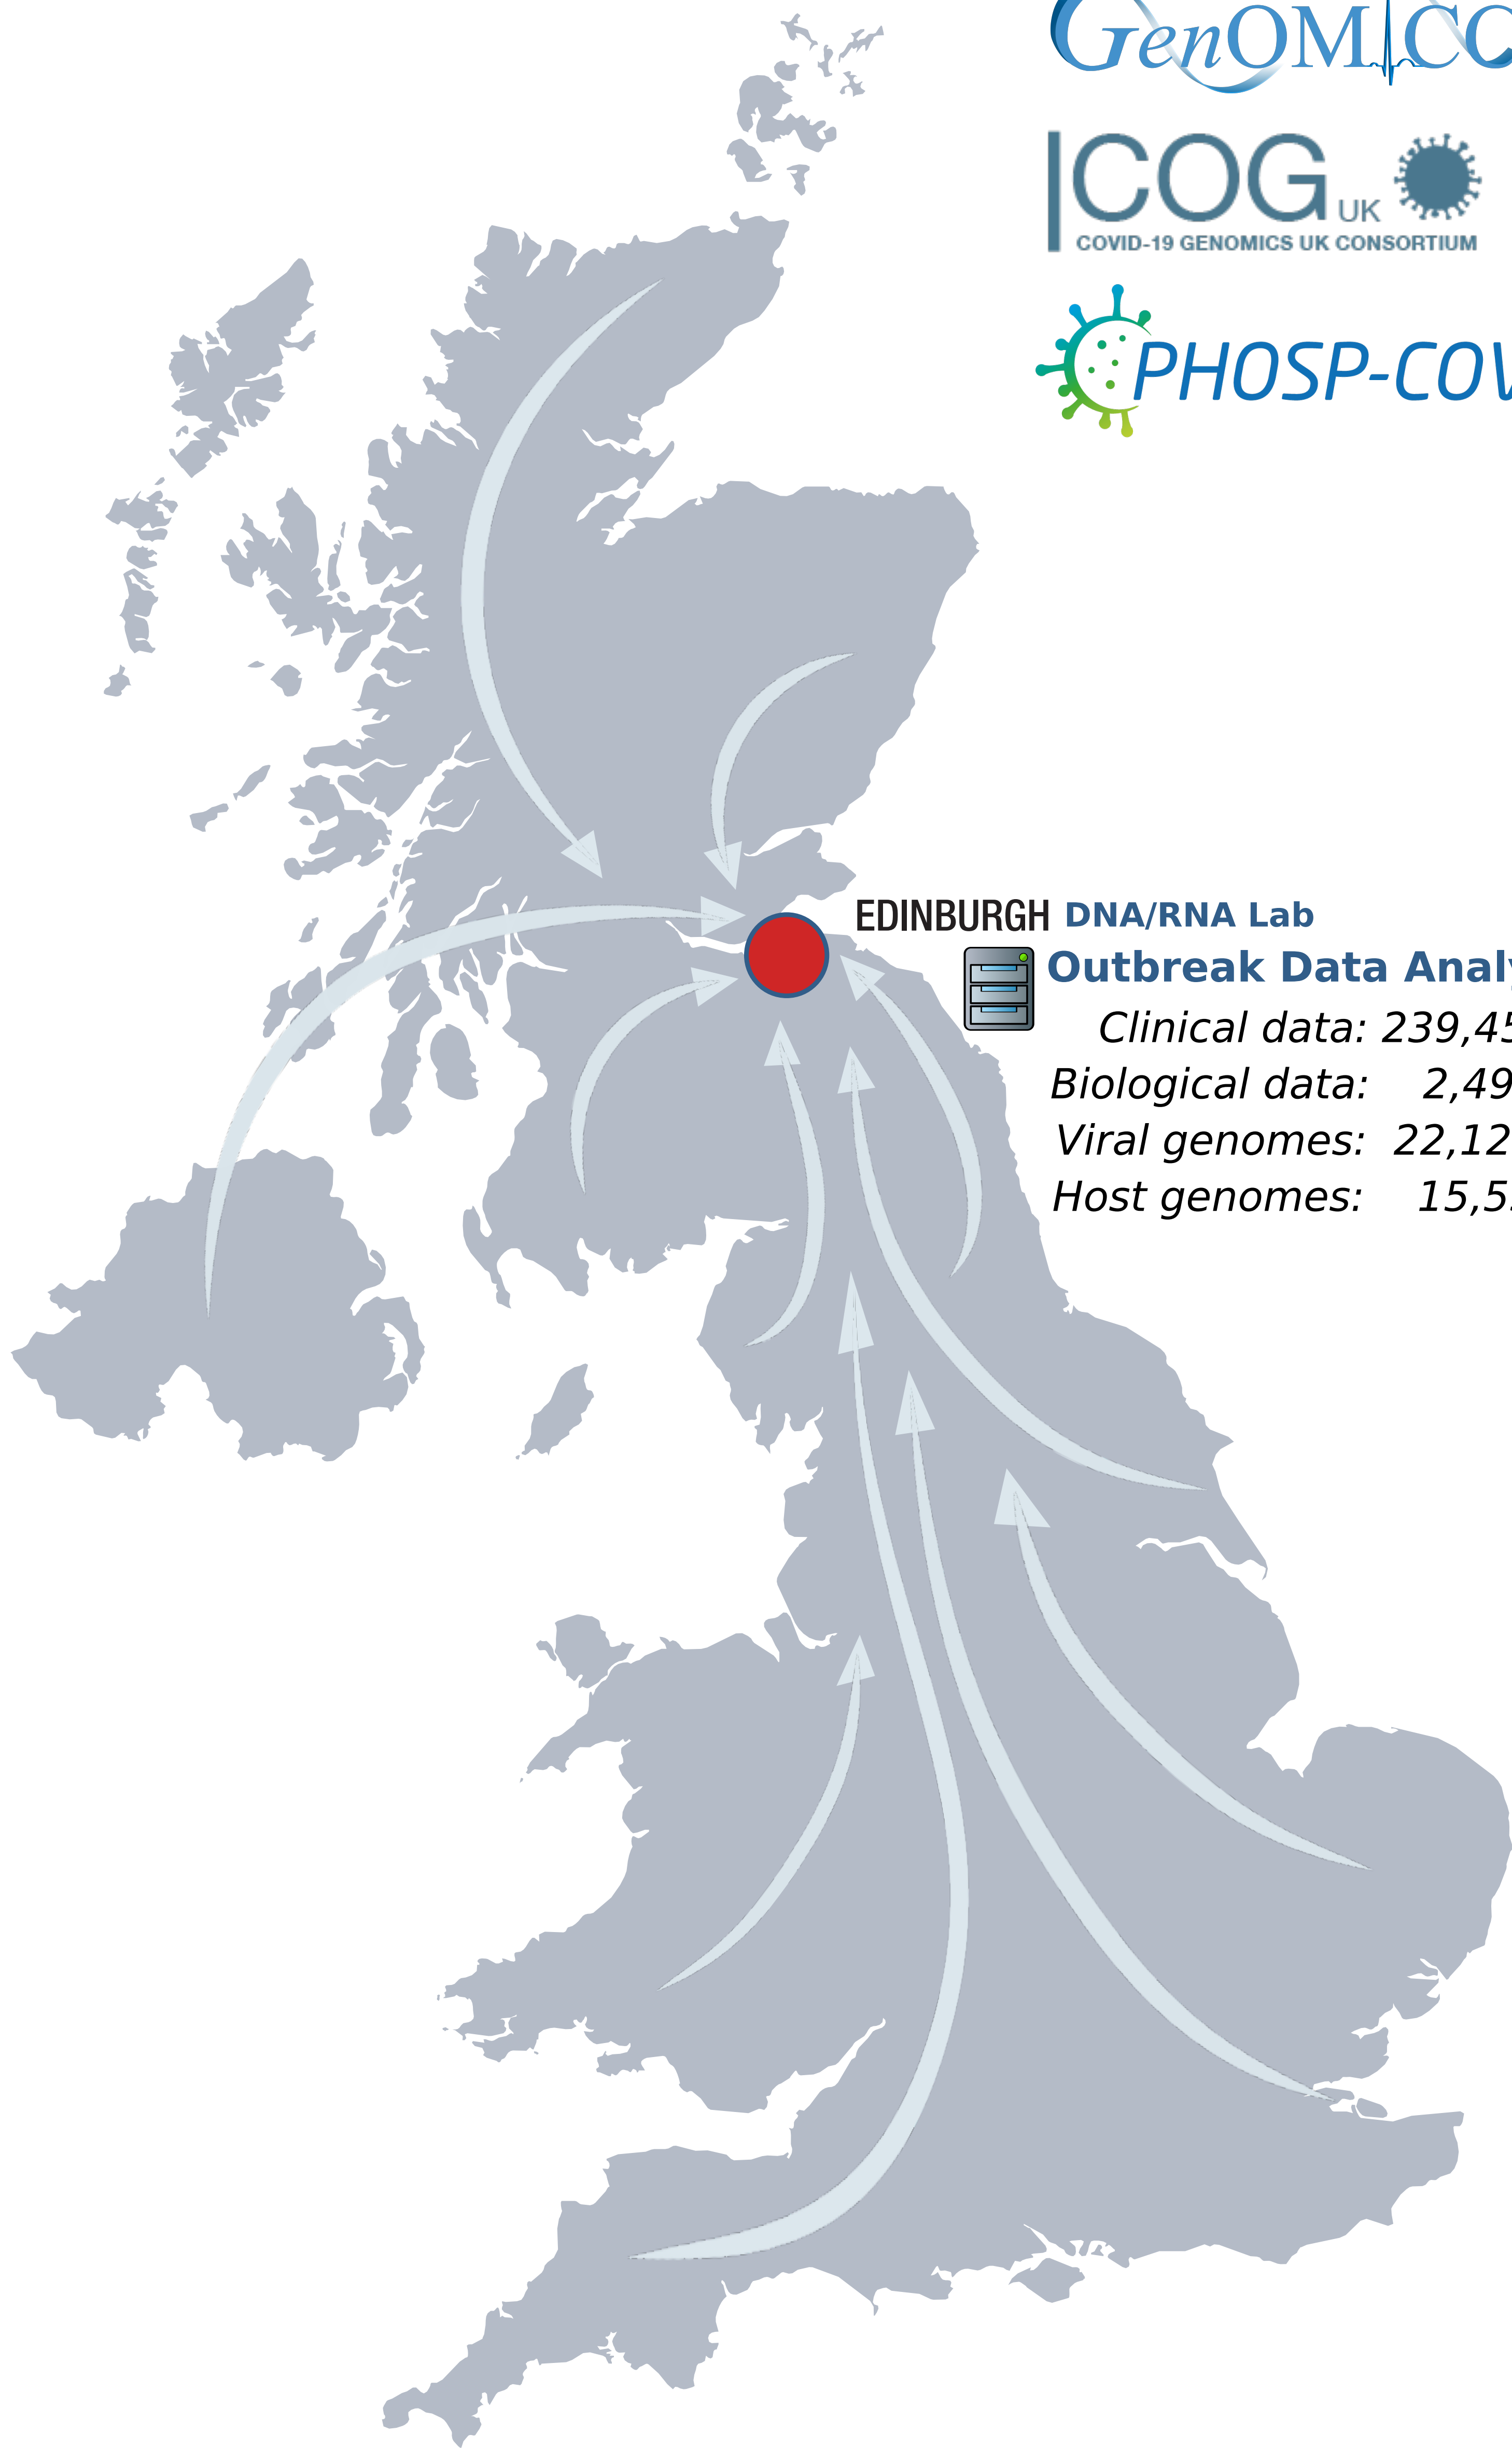 GenOMICC
COG UK
COVID-19 GENOMICS UK CONSORTIUM
PHOSP-COV
EDINBURGH DNA/RNA Lab
Outbreak Data Analy
Clinical data: 239,45
Biological data: 2,49
Viral genomes: 22,12
Host genomes: 15,5